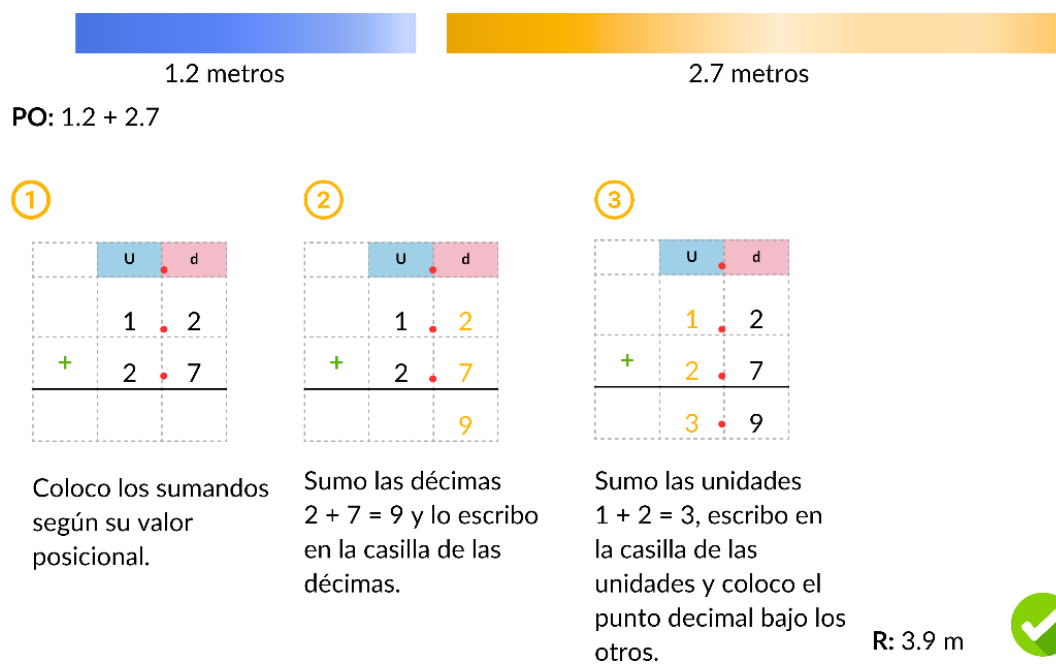 1.2 metros
2.7 metros
PO: 1.2 + 2.7
1
U . d
1 . 2
+ 2 . 7
Coloco los sumandos
según su valor
posicional.
2
U . d
1 . 2
+ 2 . 7
9
Sumo las décimas
2 + 7 = 9 y lo escribo
en la casilla de las
décimas.
3
U . d
1 . 2
+ 2 . 7
3 . 9
Sumo las unidades
1 + 2 = 3, escribo en
la casilla de las
unidades y coloco el
punto decimal bajo los
otros.
R: 3.9 m